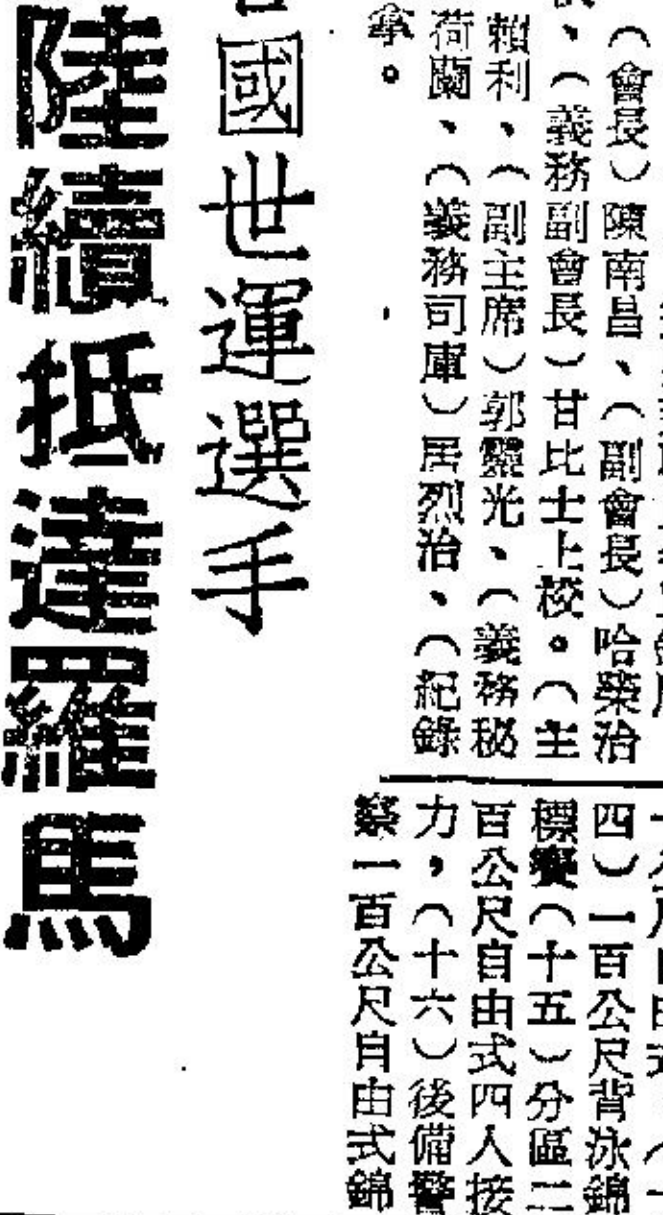 （會長）陳南昌、（副會長）哈榮治
、（義務副會長）甘比士上校。（主
賴利、（副主席）郭靈光、（義務秘
荷蘭、（義務司庫）居烈治、（紀錄
拿。
四）一百公尺背泳錦
標賽（十五）分區二
百公尺自由式四人接
力，（十六）後備警
察一百公尺自由式錦
國世運選手
陸續抵達羅馬